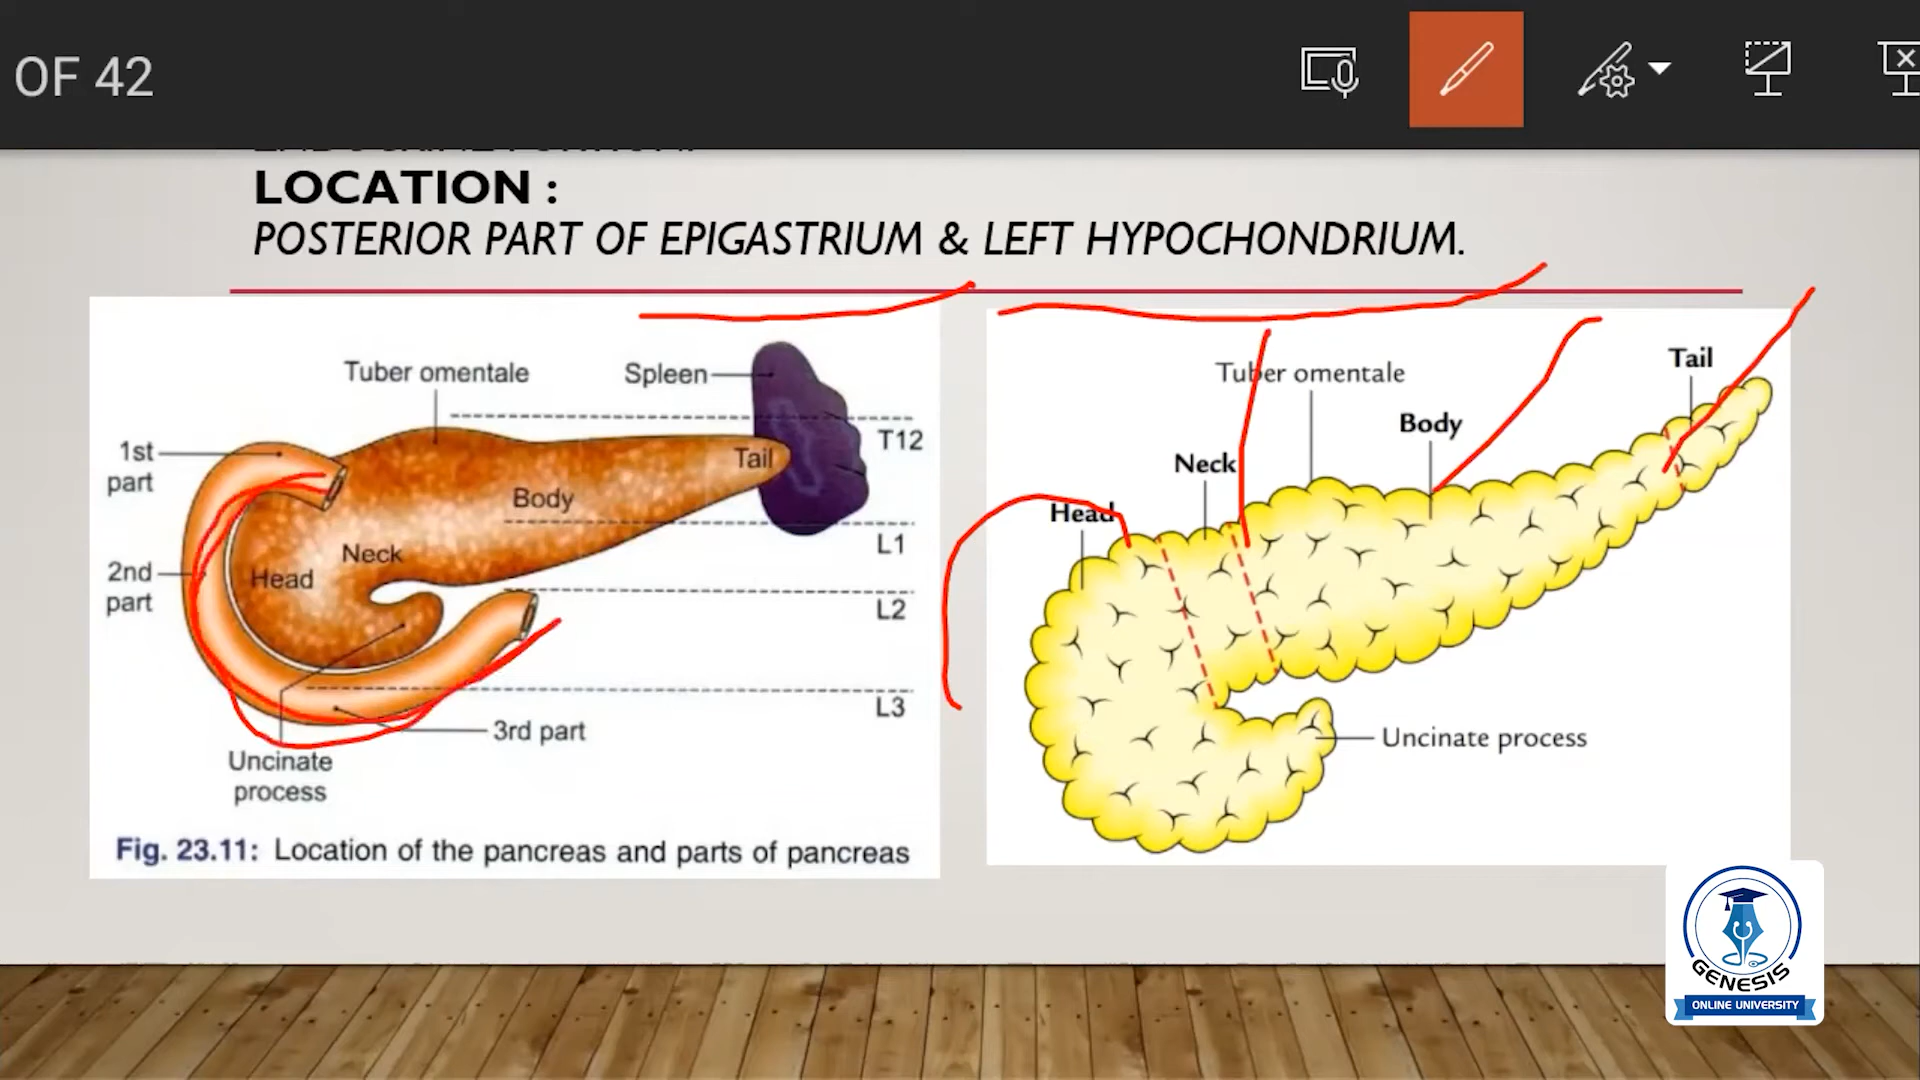 OF 42
LOCATION :
POSTERIOR PART OF EPIGASTRIUM & LEFT HYPOCHONDRIUM.
Tuber omentale
Spleen
1st
part
T12
Tail
Body
L1
Neck
2nd
part
Head
L2
L3
3rd part
Uncinate
process
Fig. 23.11: Location of the pancreas and parts of pancreas
Tail
Tuber omentale
Body
Neck
Head
Uncinate process
GENESIS
ONLINE UNIVERSITY